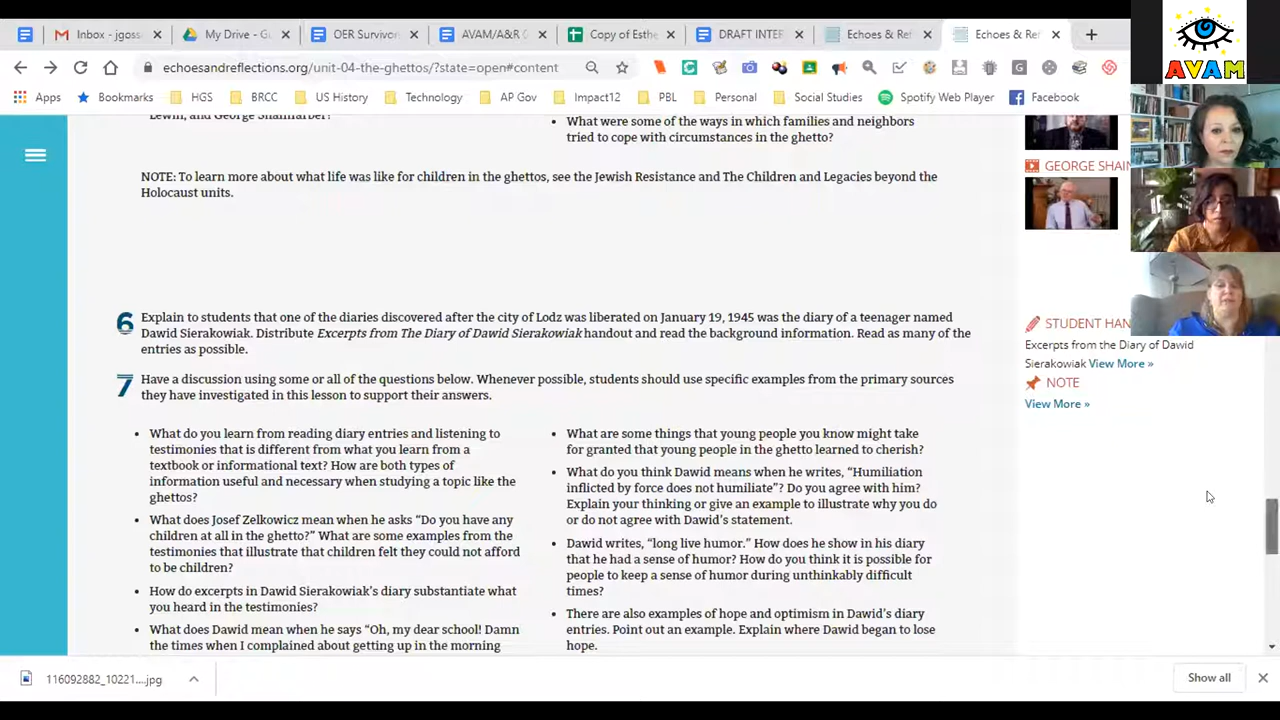 Inbox - jgoss
My Drive - G
OER Survivor
AVAM/A&R
Copy of Esthe
DRAFT INTER
Echoes & Ref
Echoes & Ref
echoesandreflections.org/unit-04-the-ghettos/?state=open#content
Apps
Bookmarks
HGS
BRCC
US History
Technology
AP Gov
Impact12
PBL
Personal
Social Studies
Spotify Web Player
Facebook
AVAM
Lewin, and George Shainfarber?
What were some of the ways in which families and neighbors
tried to cope with circumstances in the ghetto?
NOTE: To learn more about what life was like for children in the ghettos, see the Jewish Resistance and The Children and Legacies beyond the
Holocaust units.
GEORGE SHAIN
6 Explain to students that one of the diaries discovered after the city of Lodz was liberated on January 19, 1945 was the diary of a teenager named
Dawid Sierakowiak. Distribute Excerpts from The Diary of Dawid Sierakowiak handout and read the background information. Read as many of the
entries as possible.
7 Have a discussion using some or all of the questions below. Whenever possible, students should use specific examples from the primary sources
they have investigated in this lesson to support their answers.
• What do you learn from reading diary entries and listening to
testimonies that is different from what you learn from a
textbook or informational text? How are both types of
information useful and necessary when studying a topic like the
ghettos?
• What does Josef Zelkowicz mean when he asks “Do you have any
children at all in the ghetto?” What are some examples from the
testimonies that illustrate that children felt they could not afford
to be children?
• How do excerpts in Dawid Sierakowiak’s diary substantiate what
you heard in the testimonies?
• What does Dawid mean when he says “Oh, my dear school! Damn
the times when I complained about getting up in the morning
• What are some things that young people you know might take
for granted that young people in the ghetto learned to cherish?
• What do you think Dawid means when he writes, “Humiliation
inflicted by force does not humiliate”? Do you agree with him?
Explain your thinking or give an example to illustrate why you do
or do not agree with Dawid’s statement.
• Dawid writes, “long live humor.” How does he show in his diary
that he had a sense of humor? How do you think it is possible for
people to keep a sense of humor during unthinkably difficult
times?
• There are also examples of hope and optimism in Dawid’s diary
entries. Point out an example. Explain where Dawid began to lose
hope.
STUDENT HAN
Excerpts from the Diary of Dawid
Sierakowiak View More »
NOTE
View More »
116092882_10221....jpg
Show all